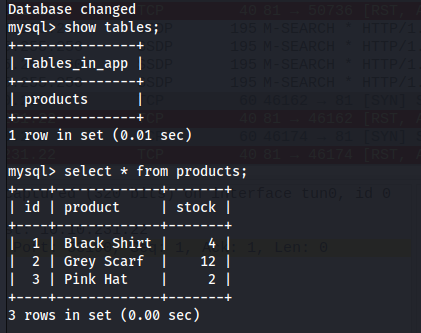 Database changed
mysql> show tables;
+---------------+
| Tables_in_app |
+---------------+
| products      |
+---------------+
1 row in set (0.01 sec)

mysql> select * from products;
+----+-------------+-------+
| id | product     | stock |
+----+-------------+-------+
|  1 | Black Shirt |     4 |
|  2 | Grey Scarf  |    12 |
|  3 | Pink Hat    |     2 |
+----+-------------+-------+
3 rows in set (0.00 sec)